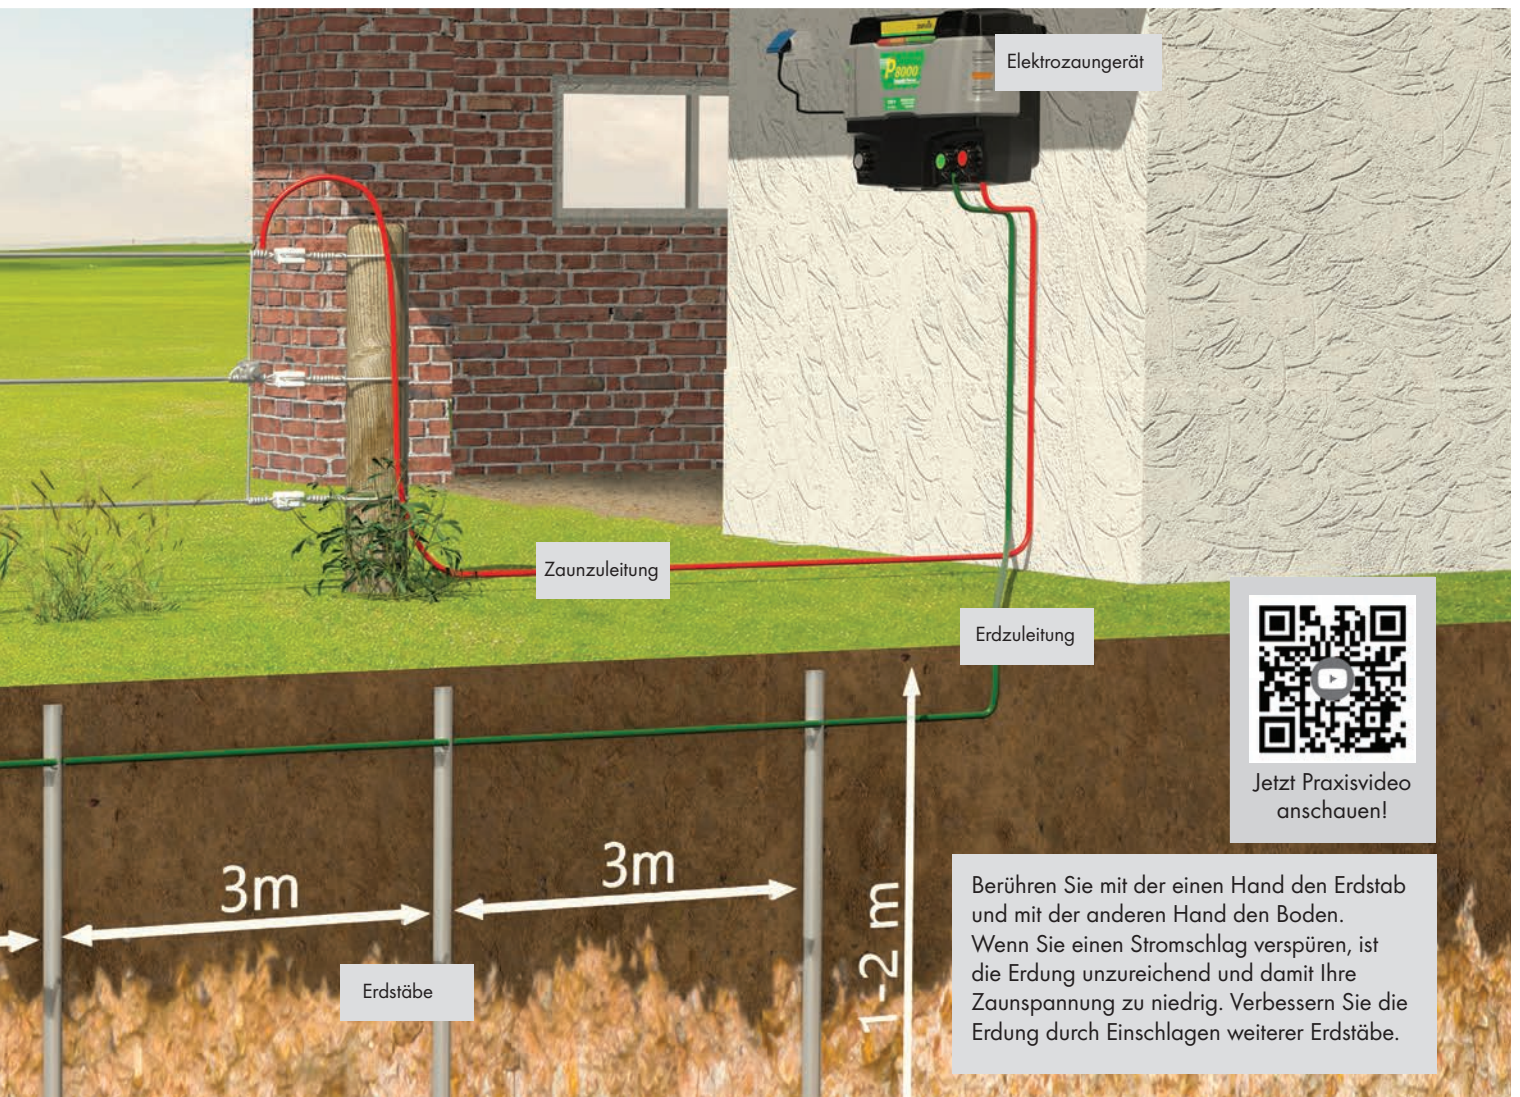 Elektrozaungerät
P8000
Zaunzuleitung
Erdzuleitung
Jetzt Praxisvideo
anschauen!
3m
3m
1-2 m
Erdstäbe
Berühren Sie mit der einen Hand den Erdstab
und mit der anderen Hand den Boden.
Wenn Sie einen Stromschlag verspüren, ist
die Erdung unzureichend und damit Ihre
Zaunspannung zu niedrig. Verbessern Sie die
Erdung durch Einschlagen weiterer Erdstäbe.